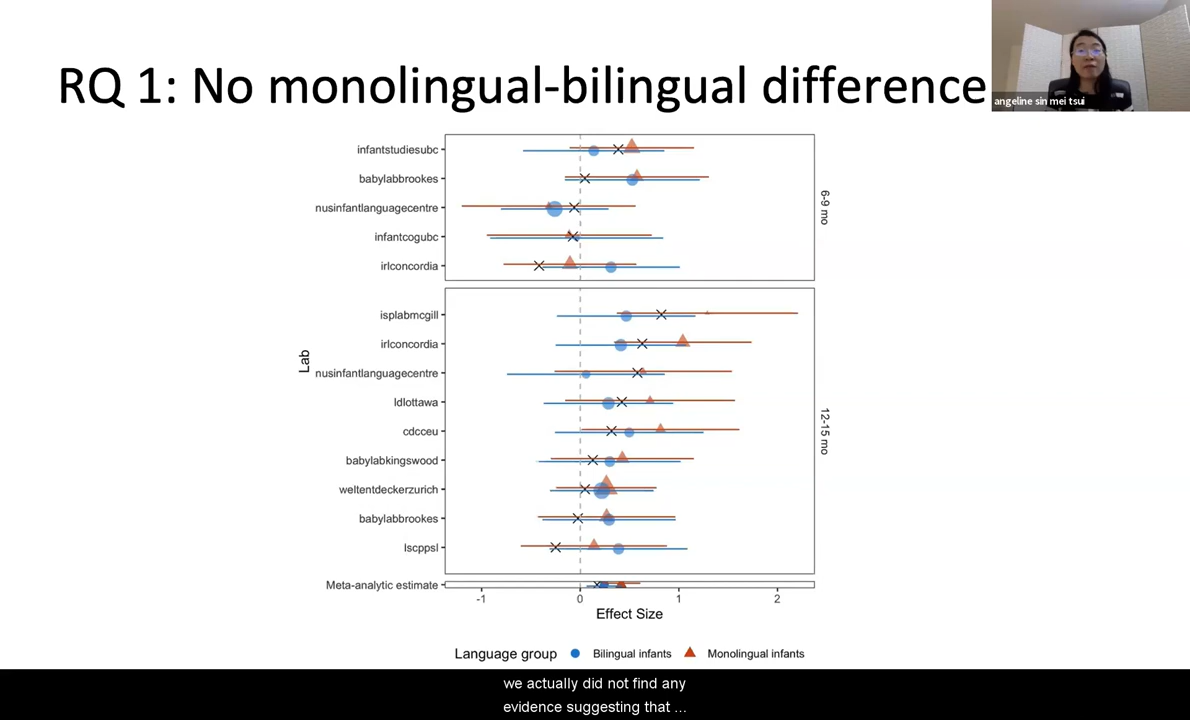 RQ 1: No monolingual-bilingual difference
angeline sin mei tsui
infantstudiesubc
babylabbrookes
nusinfantlanguagecentre
infantcogubc
irlconcordia
6-9 mo
isplabmcgill
irlconcordia
nusinfantlanguagecentre
ldlottawa
cdcceu
babylabkingswood
weltentdeckerzurich
babylabbrookes
lscppsl
12-15 mo
Lab
Meta-analytic estimate
-1 0 1 2
Effect Size
Language group Bilingual infants Monolingual infants
we actually did not find any
evidence suggesting that ...